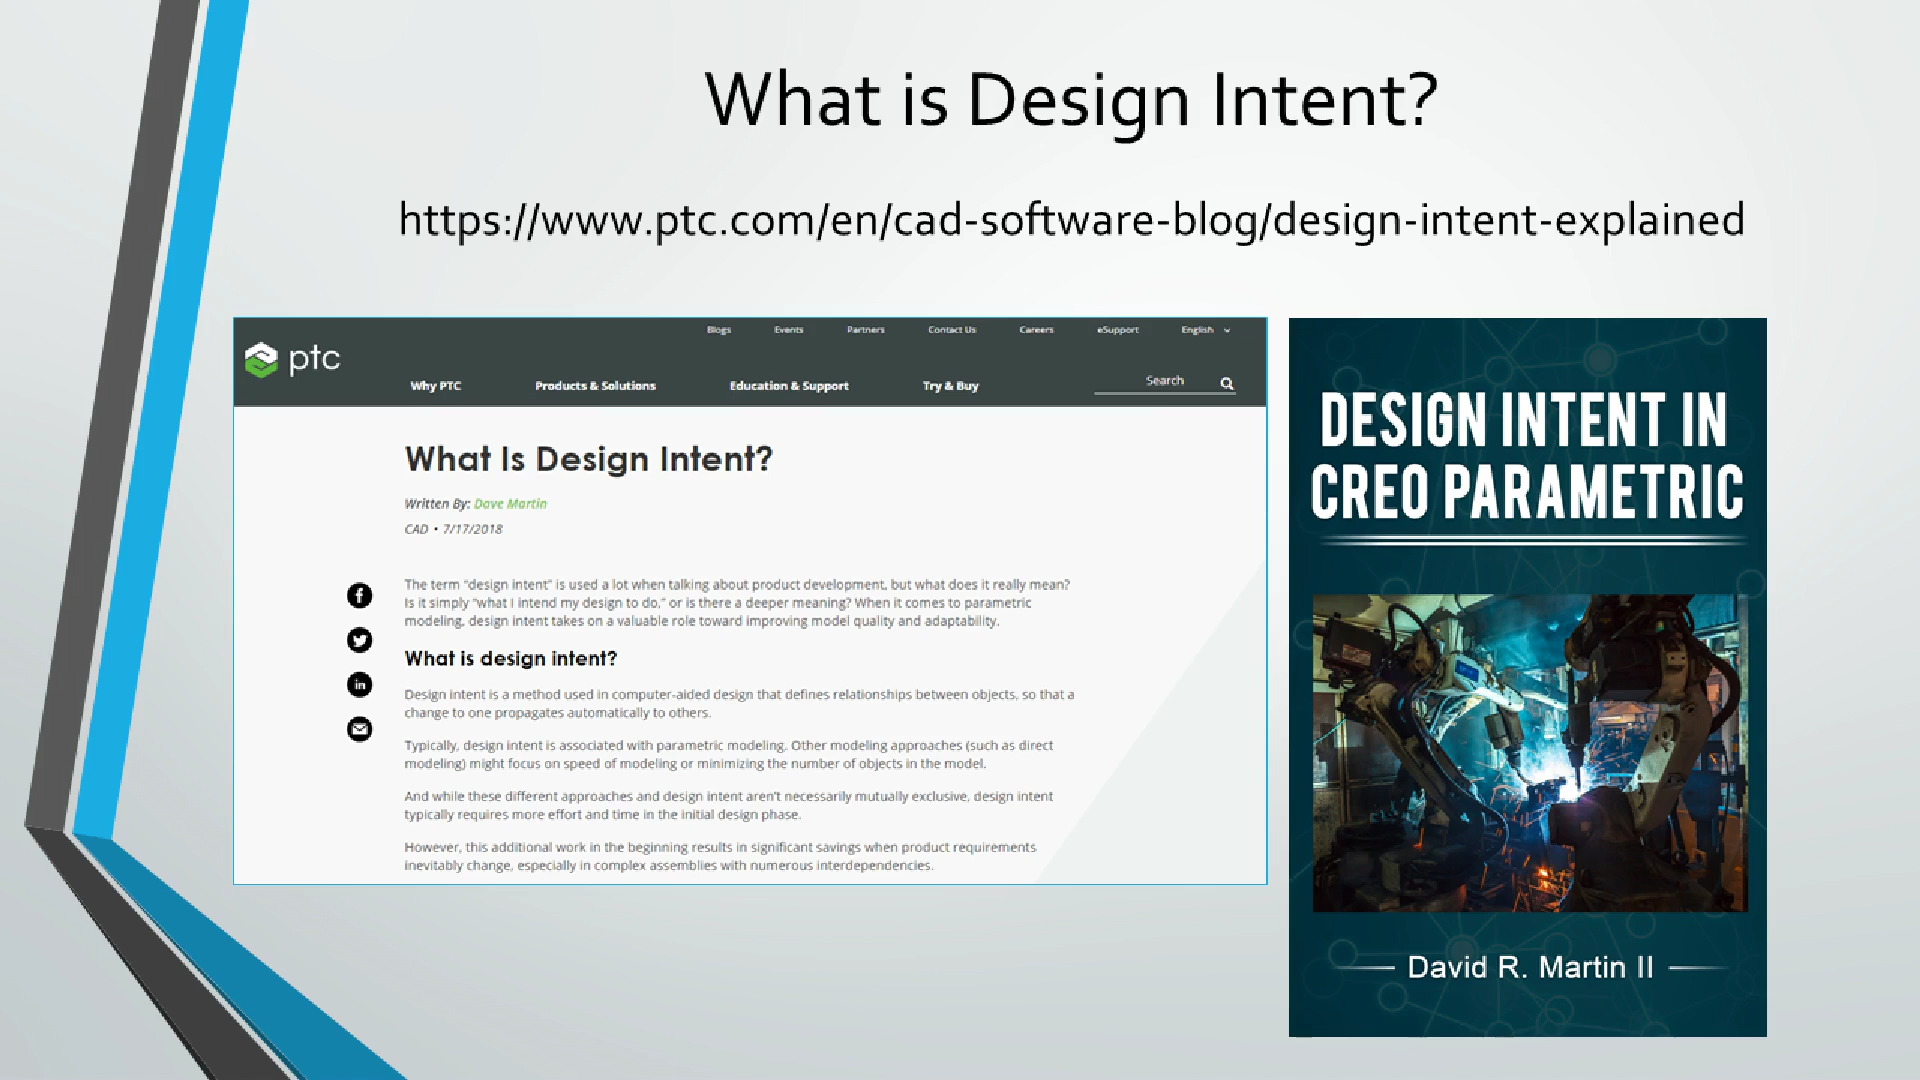 What is Design Intent?
https://www.ptc.com/en/cad-software-blog/design-intent-explained
Blogs Events Partners Contact Us Careers eSupport English
ptc
Why PTC Products & Solutions Education & Support Try & Buy Search
What Is Design Intent?
Written By: Dave Martin
CAD • 7/17/2018
The term "design intent" is used a lot when talking about product development, but what does it really mean?
Is it simply "what I intend my design to do," or is there a deeper meaning? When it comes to parametric
modeling, design intent takes on a valuable role toward improving model quality and adaptability.
What is design intent?
Design intent is a method used in computer-aided design that defines relationships between objects, so that a
change to one propagates automatically to others.
Typically, design intent is associated with parametric modeling. Other modeling approaches (such as direct
modeling) might focus on speed of modeling or minimizing the number of objects in the model.
And while these different approaches and design intent aren't necessarily mutually exclusive, design intent
typically requires more effort and time in the initial design phase.
However, this additional work in the beginning results in significant savings when product requirements
inevitably change, especially in complex assemblies with numerous interdependencies.
DESIGN INTENT IN
CREO PARAMETRIC
David R. Martin II